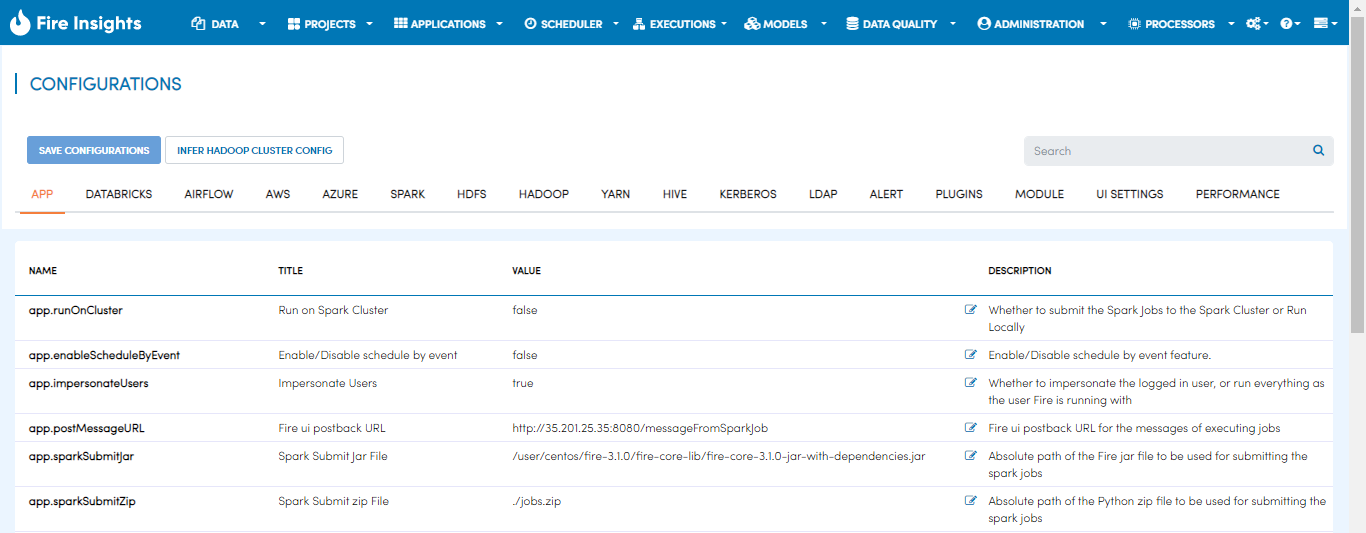 Fire Insights DATA PROJECTS APPLICATIONS SCHEDULER EXECUTIONS MODELS DATA QUALITY ADMINISTRATION PROCESSORS
CONFIGURATIONS
SAVE CONFIGURATIONS INFER HADOOP CLUSTER CONFIG Search
APP DATABRICKS AIRFLOW AWS AZURE SPARK HDFS HADOOP YARN HIVE KERBEROS LDAP ALERT PLUGINS MODULE UI SETTINGS PERFORMANCE
NAME TITLE VALUE DESCRIPTION
app.runOnCluster Run on Spark Cluster false Whether to submit the Spark Jobs to the Spark Cluster or Run
Locally
app.enableScheduleByEvent Enable/Disable schedule by event false Enable/Disable schedule by event feature.
app.impersonateUsers Impersonate Users true Whether to impersonate the logged in user, or run everything as
the user Fire is running with
app.postMessageURL Fire ui postback URL http://35.201.25.35:8080/messageFromSparkJob Fire ui postback URL for the messages of executing jobs
app.sparkSubmitJar Spark Submit Jar File /user/centos/fire-3.1.0/fire-core-lib/fire-core-3.1.0-jar-with-dependencies.jar Absolute path of the Fire jar file to be used for submitting the
spark jobs
app.sparkSubmitZip Spark Submit zip File ./jobs.zip Absolute path of the Python zip file to be used for submitting the
spark jobs